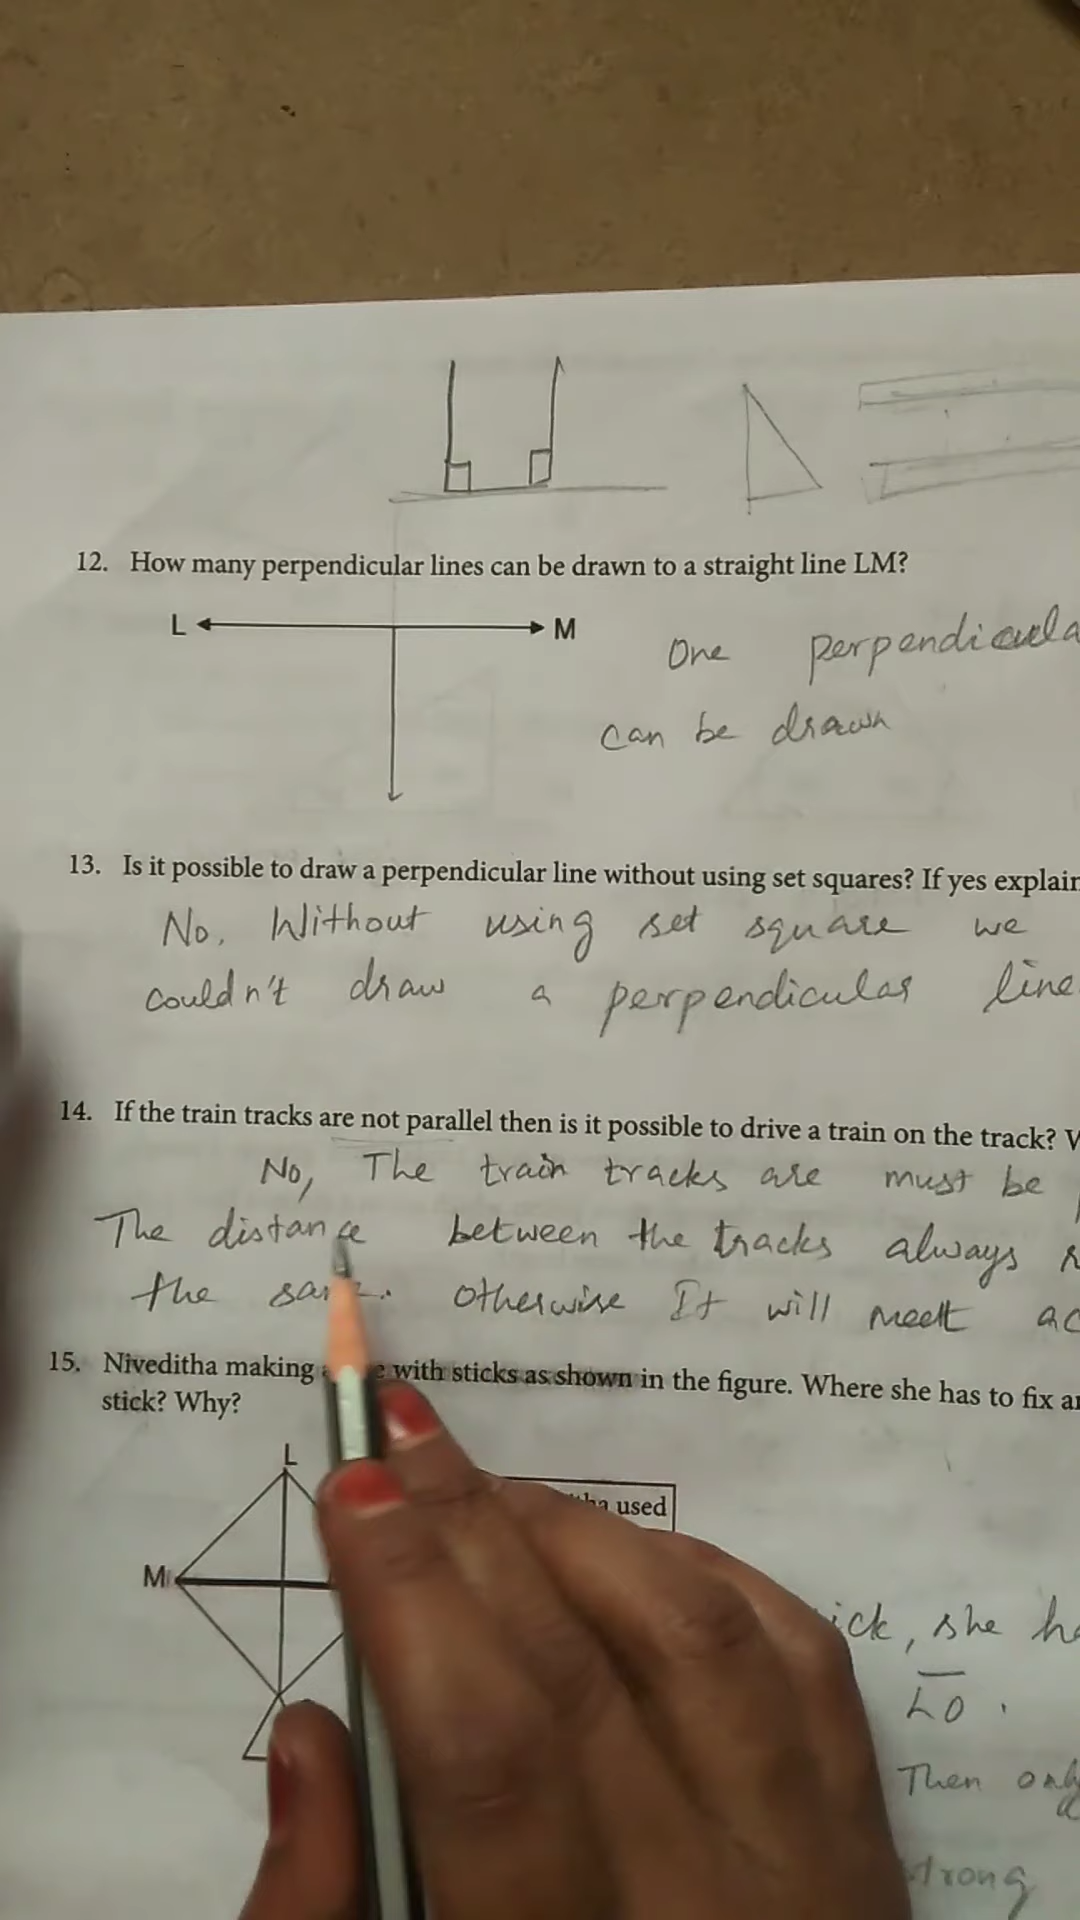 12. How many perpendicular lines can be drawn to a straight line LM?
L M
One perpendicula
can be drawn
13. Is it possible to draw a perpendicular line without using set squares? If yes explain
No. Without using set square we
couldn't draw a perpendicular line
14. If the train tracks are not parallel then is it possible to drive a train on the track?
No, The train tracks are must be
The distance between the tracks always
the otherwise It will meet
15. Niveditha making with sticks as shown in the figure. Where she has to fix
stick? Why?
L
used
M
she
LO.
Then only
strong